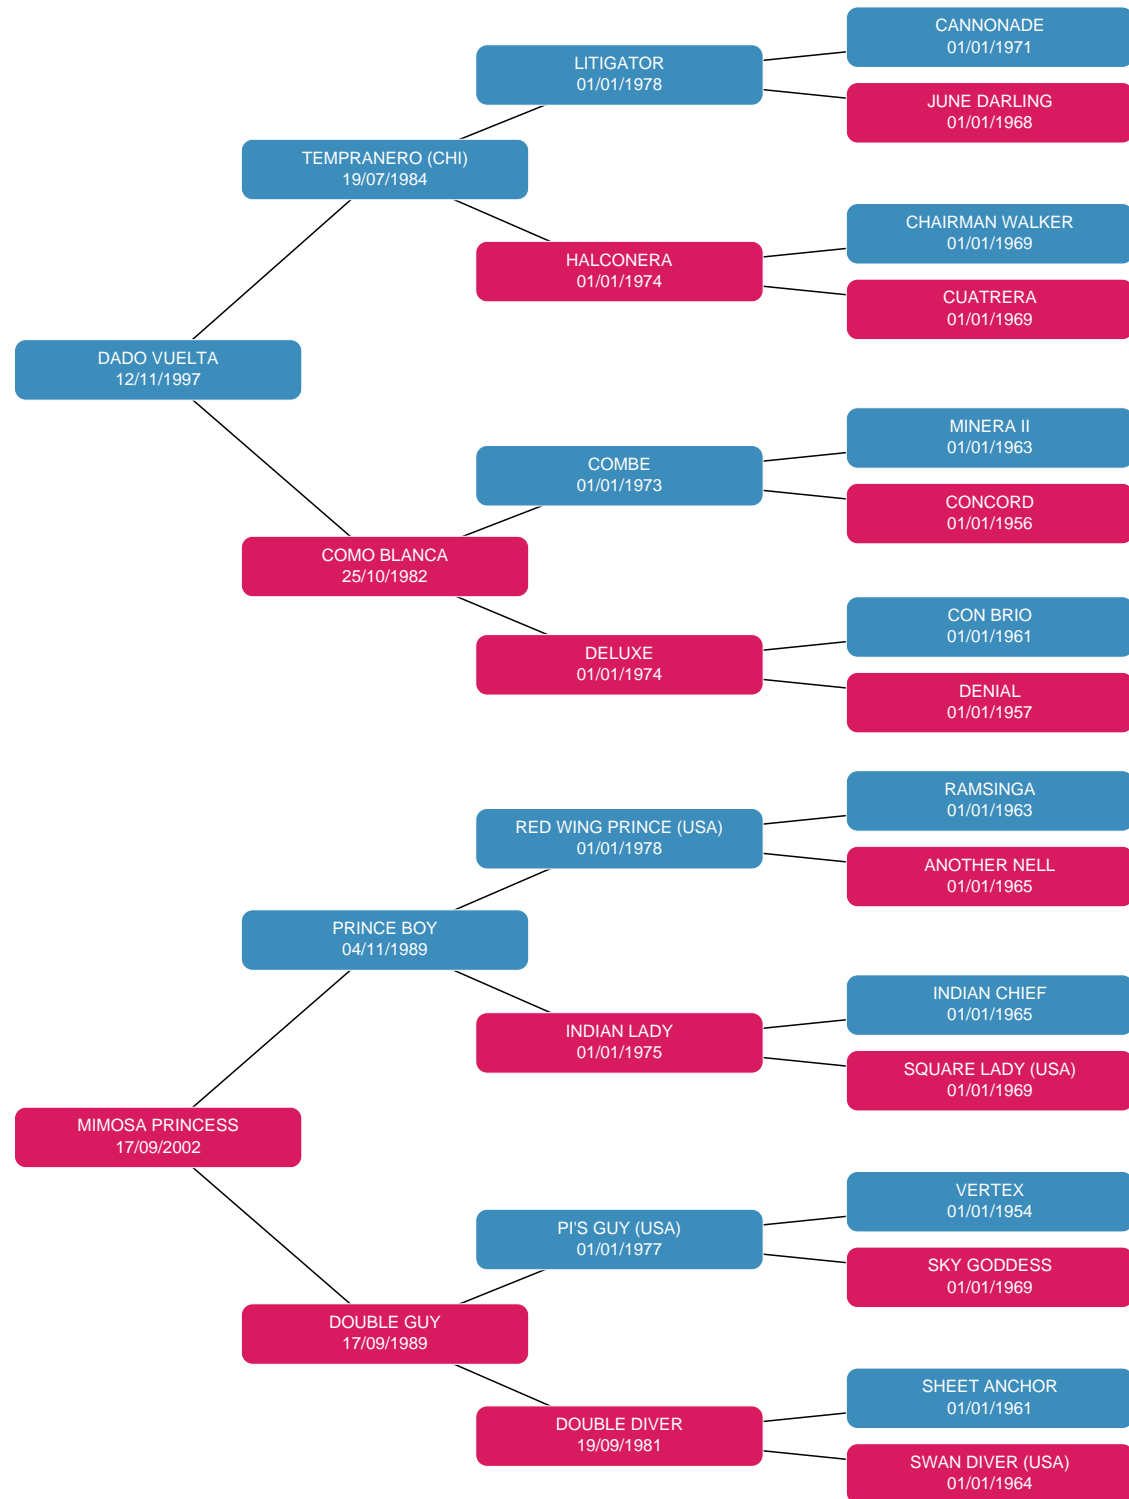 CANNONADE
01/01/1971
LITIGATOR
01/01/1978
JUNE DARLING
01/01/1968
TEMPRANERO (CHI)
19/07/1984
CHAIRMAN WALKER
01/01/1969
HALCONERA
01/01/1974
CUATRERA
01/01/1969
DADO VUELTA
12/11/1997
MINERA II
01/01/1963
COMBE
01/01/1973
CONCORD
01/01/1956
COMO BLANCA
25/10/1982
CON BRIO
01/01/1961
DELUXE
01/01/1974
DENIAL
01/01/1957
RAMSINGA
01/01/1963
RED WING PRINCE (USA)
01/01/1978
ANOTHER NELL
01/01/1965
PRINCE BOY
04/11/1989
INDIAN CHIEF
01/01/1965
INDIAN LADY
01/01/1975
SQUARE LADY (USA)
01/01/1969
MIMOSA PRINCESS
17/09/2002
VERTEX
01/01/1954
PI'S GUY (USA)
01/01/1977
SKY GODDESS
01/01/1969
DOUBLE GUY
17/09/1989
SHEET ANCHOR
01/01/1961
DOUBLE DIVER
19/09/1981
SWAN DIVER (USA)
01/01/1964